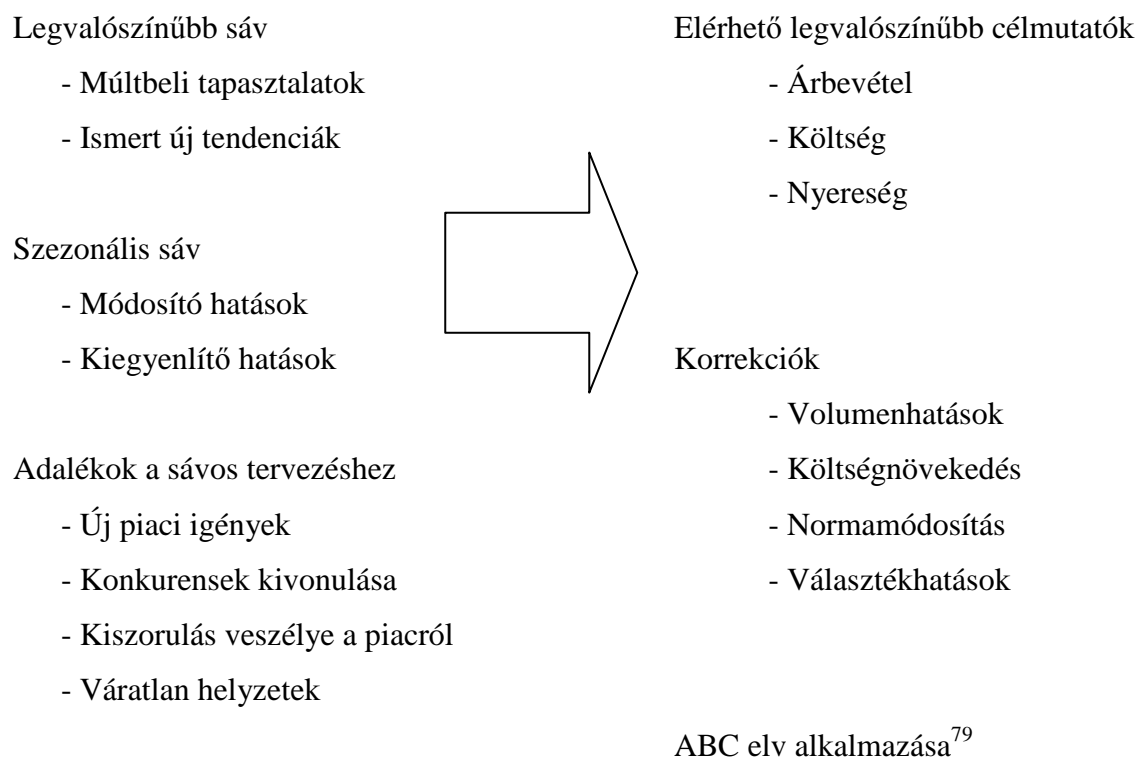 Legvalószínűbb sáv
- Múltbeli tapasztalatok
- Ismert új tendenciák
Szezonális sáv
- Módosító hatások
- Kiegyenlítő hatások
Adalékok a sávos tervezéshez
- Új piaci igények
- Konkurensek kivonulása
- Kiszorulás veszélye a piacról
- Váratlan helyzetek
Elérhető legvalószínűbb célmutatók
- Árbevétel
- Költség
- Nyereség
Korrekciók
- Volumenhatások
- Költségnövekedés
- Normamódosítás
- Választékhatások
ABC elv alkalmazása79